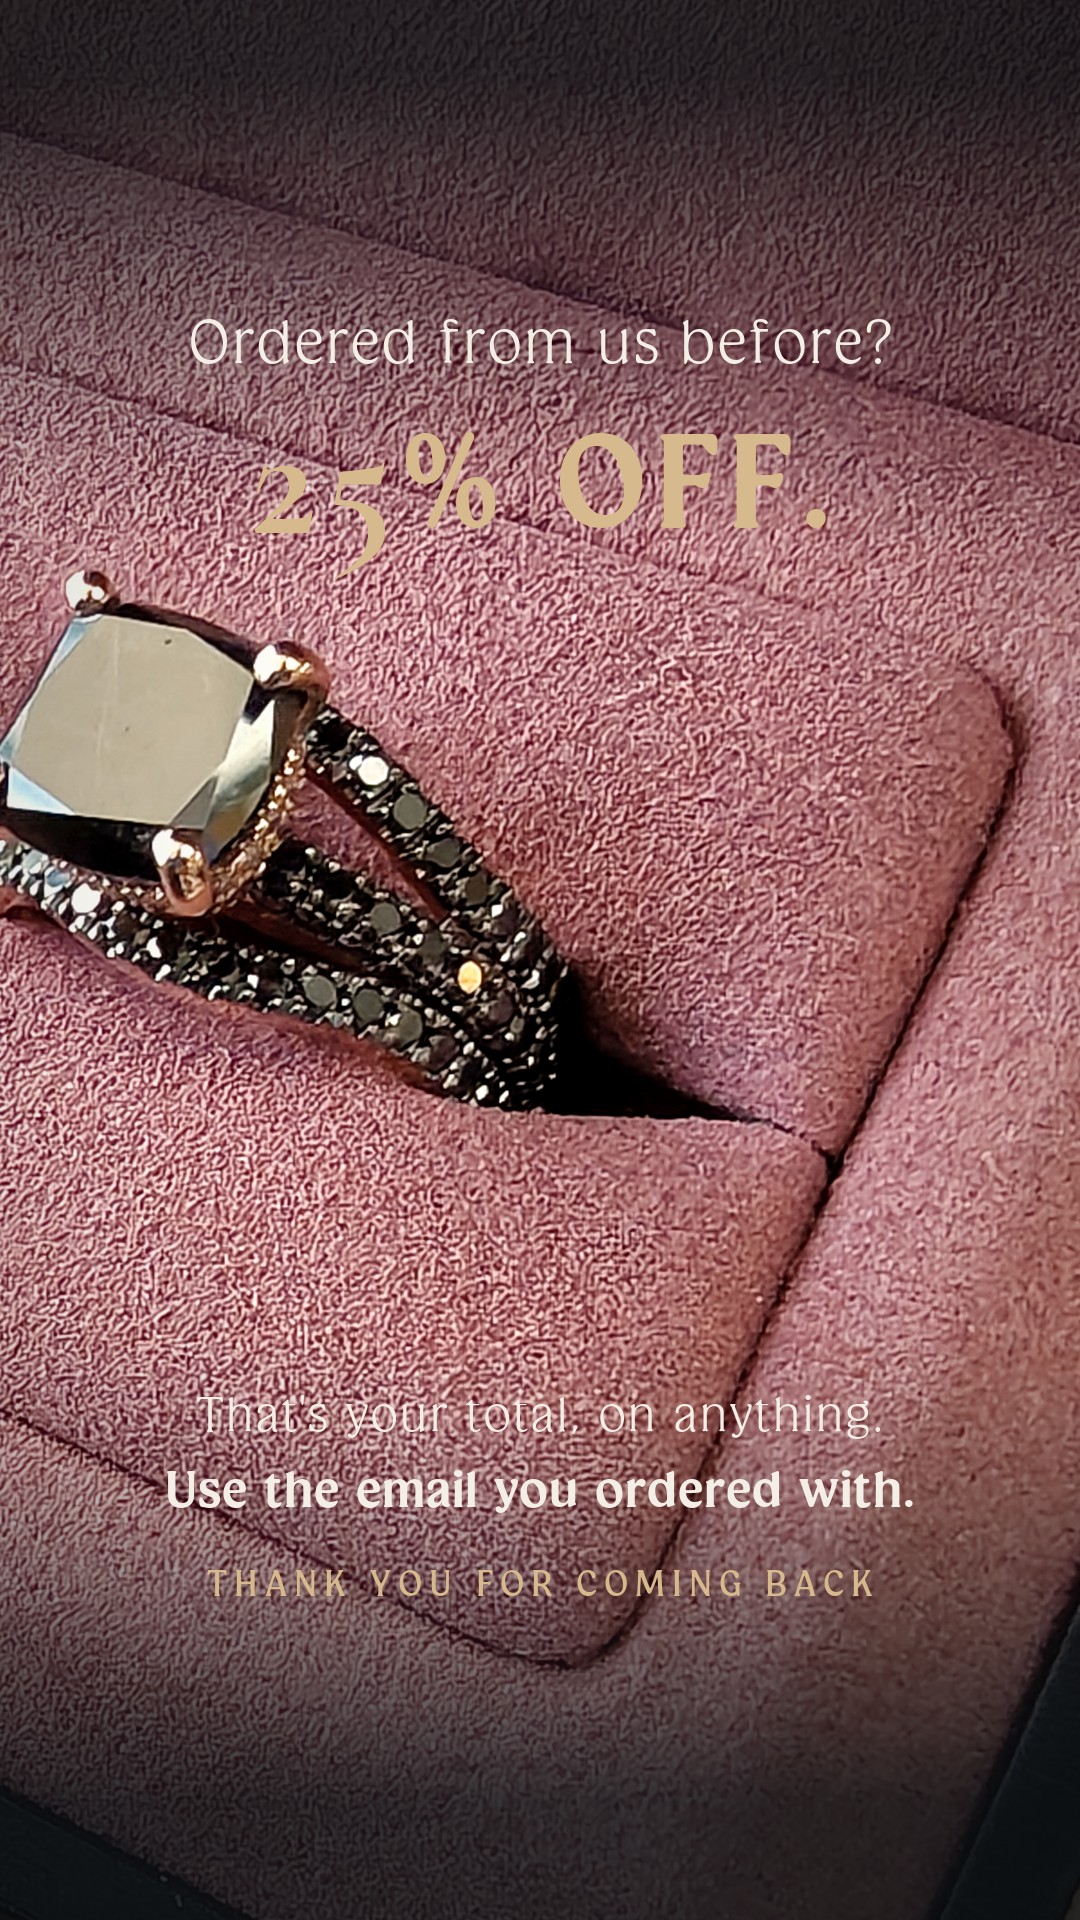 Ordered from us before?
25% OFF.
That's your total, on anything.
Use the email you ordered with.
THANK YOU FOR COMING BACK